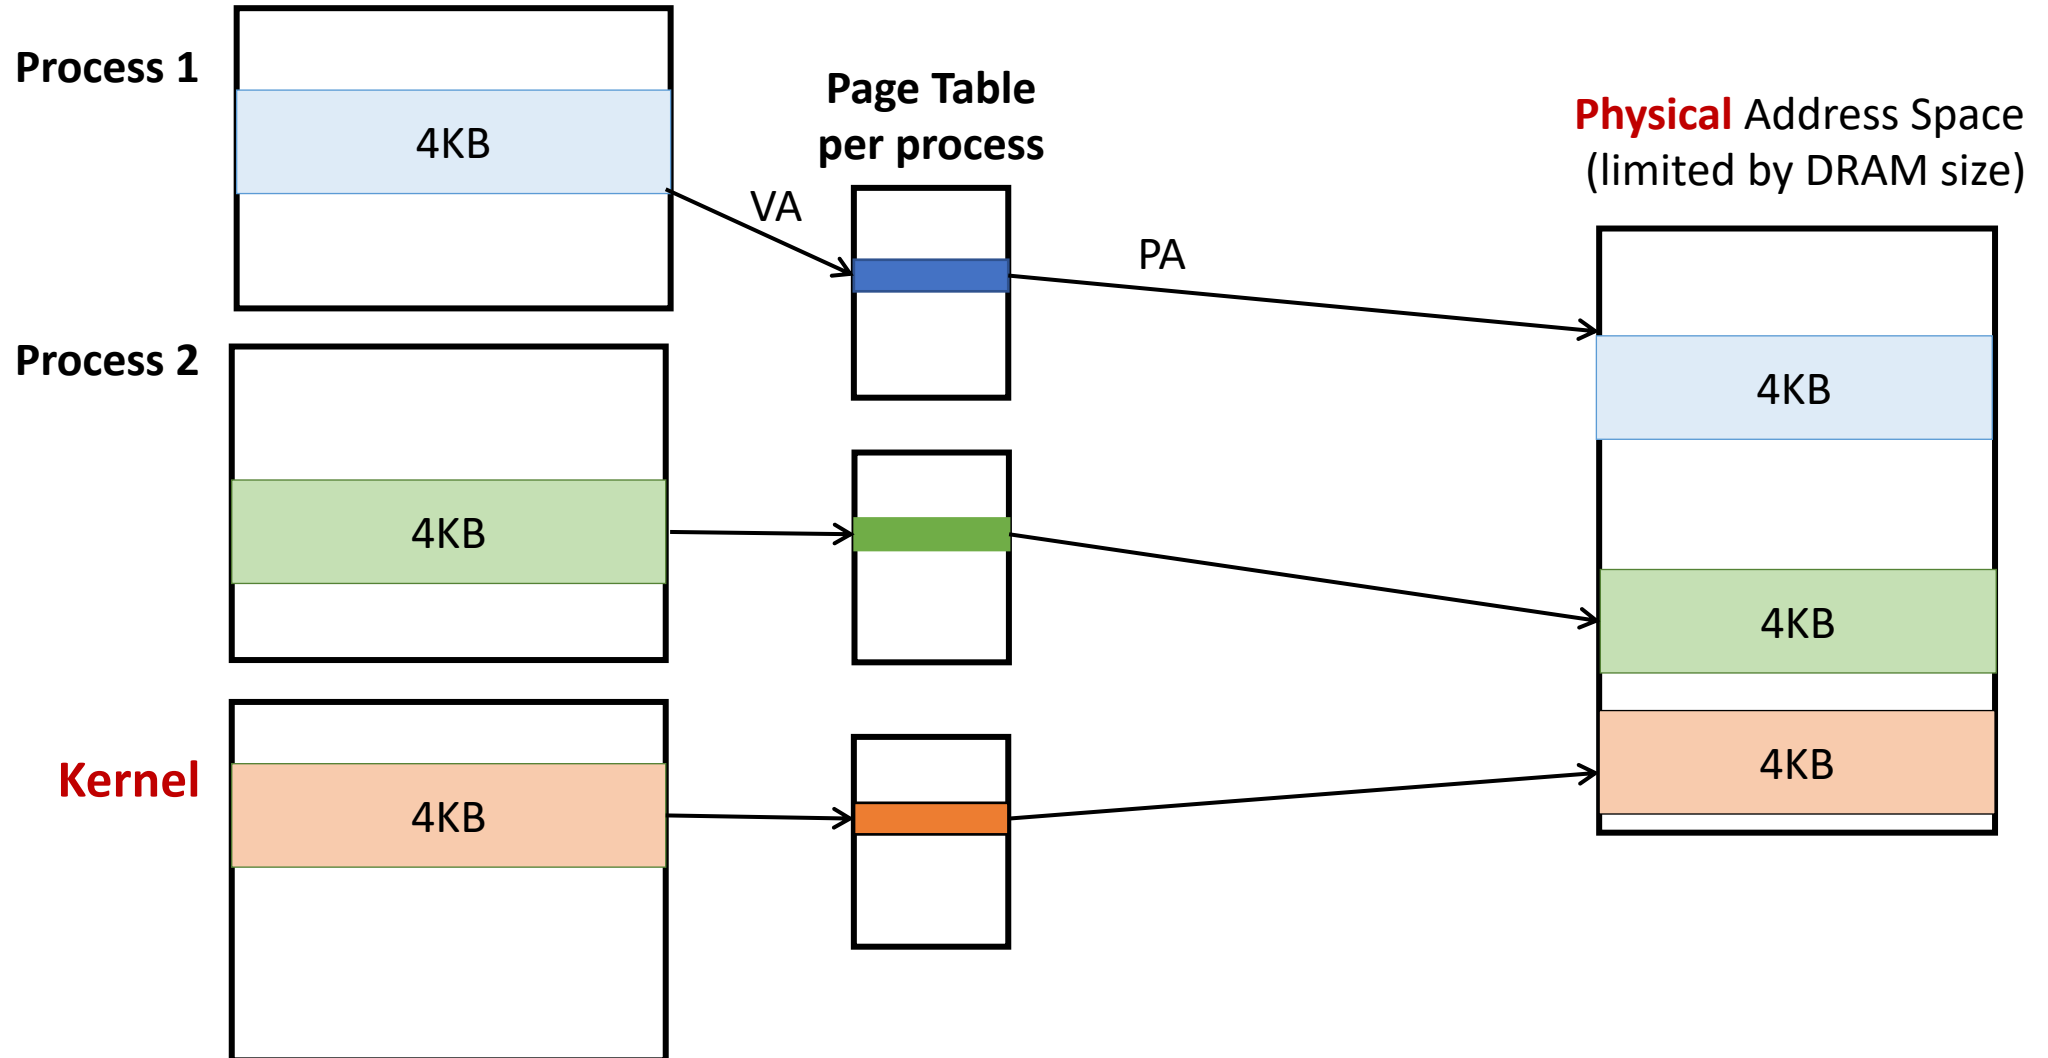 Process 1
4KB
Page Table
per process
VA
PA
Physical Address Space
(limited by DRAM size)
4KB
Process 2
4KB
4KB
Kernel
4KB
4KB